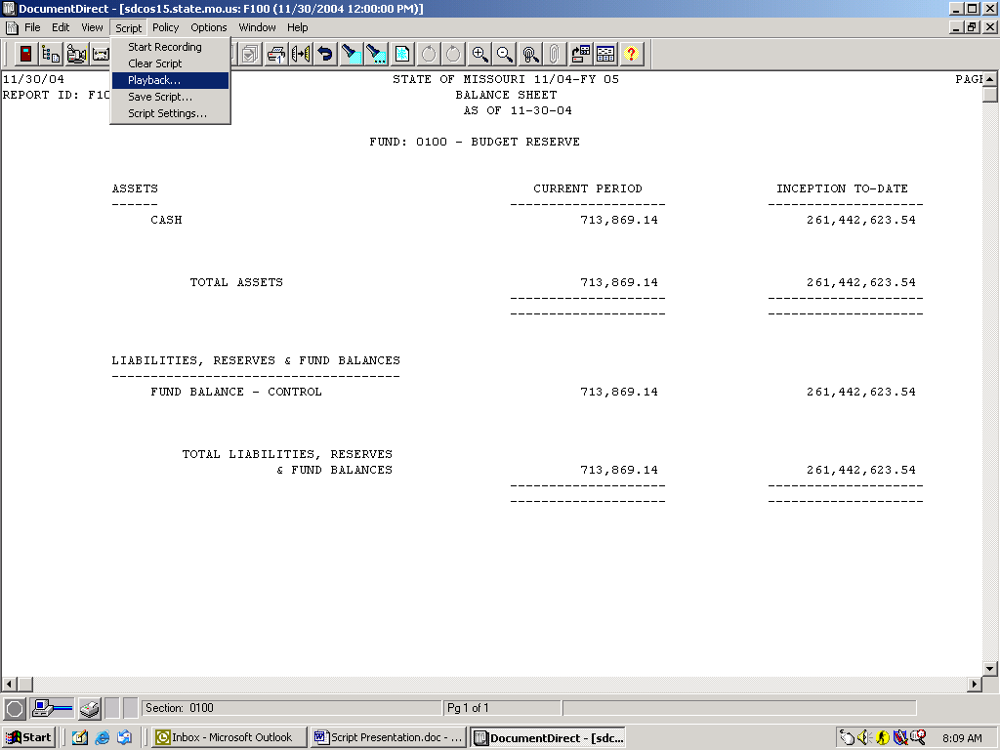 DocumentDirect - [sdcos15.state.mo.us: F100 (11/30/2004 12:00:00 PM)]
File Edit View Script Policy Options Window Help
Start Recording
Clear Script
Playback...
Save Script...
Script Settings...
11/30/04 STATE OF MISSOURI 11/04-FY 05 PAGE
REPORT ID: F10 BALANCE SHEET
AS OF 11-30-04
FUND: 0100 - BUDGET RESERVE
ASSETS CURRENT PERIOD INCEPTION TO-DATE
------ -------------------- --------------------
CASH 713,869.14 261,442,623.54
TOTAL ASSETS 713,869.14 261,442,623.54
-------------------- --------------------
-------------------- --------------------
LIABILITIES, RESERVES & FUND BALANCES
-------------------------------------
FUND BALANCE - CONTROL 713,869.14 261,442,623.54
TOTAL LIABILITIES, RESERVES
& FUND BALANCES 713,869.14 261,442,623.54
-------------------- --------------------
-------------------- --------------------
Section: 0100 Pg 1 of 1
Start Inbox - Microsoft Outlook Script Presentation.doc - ... DocumentDirect - [sdc... 8:09 AM